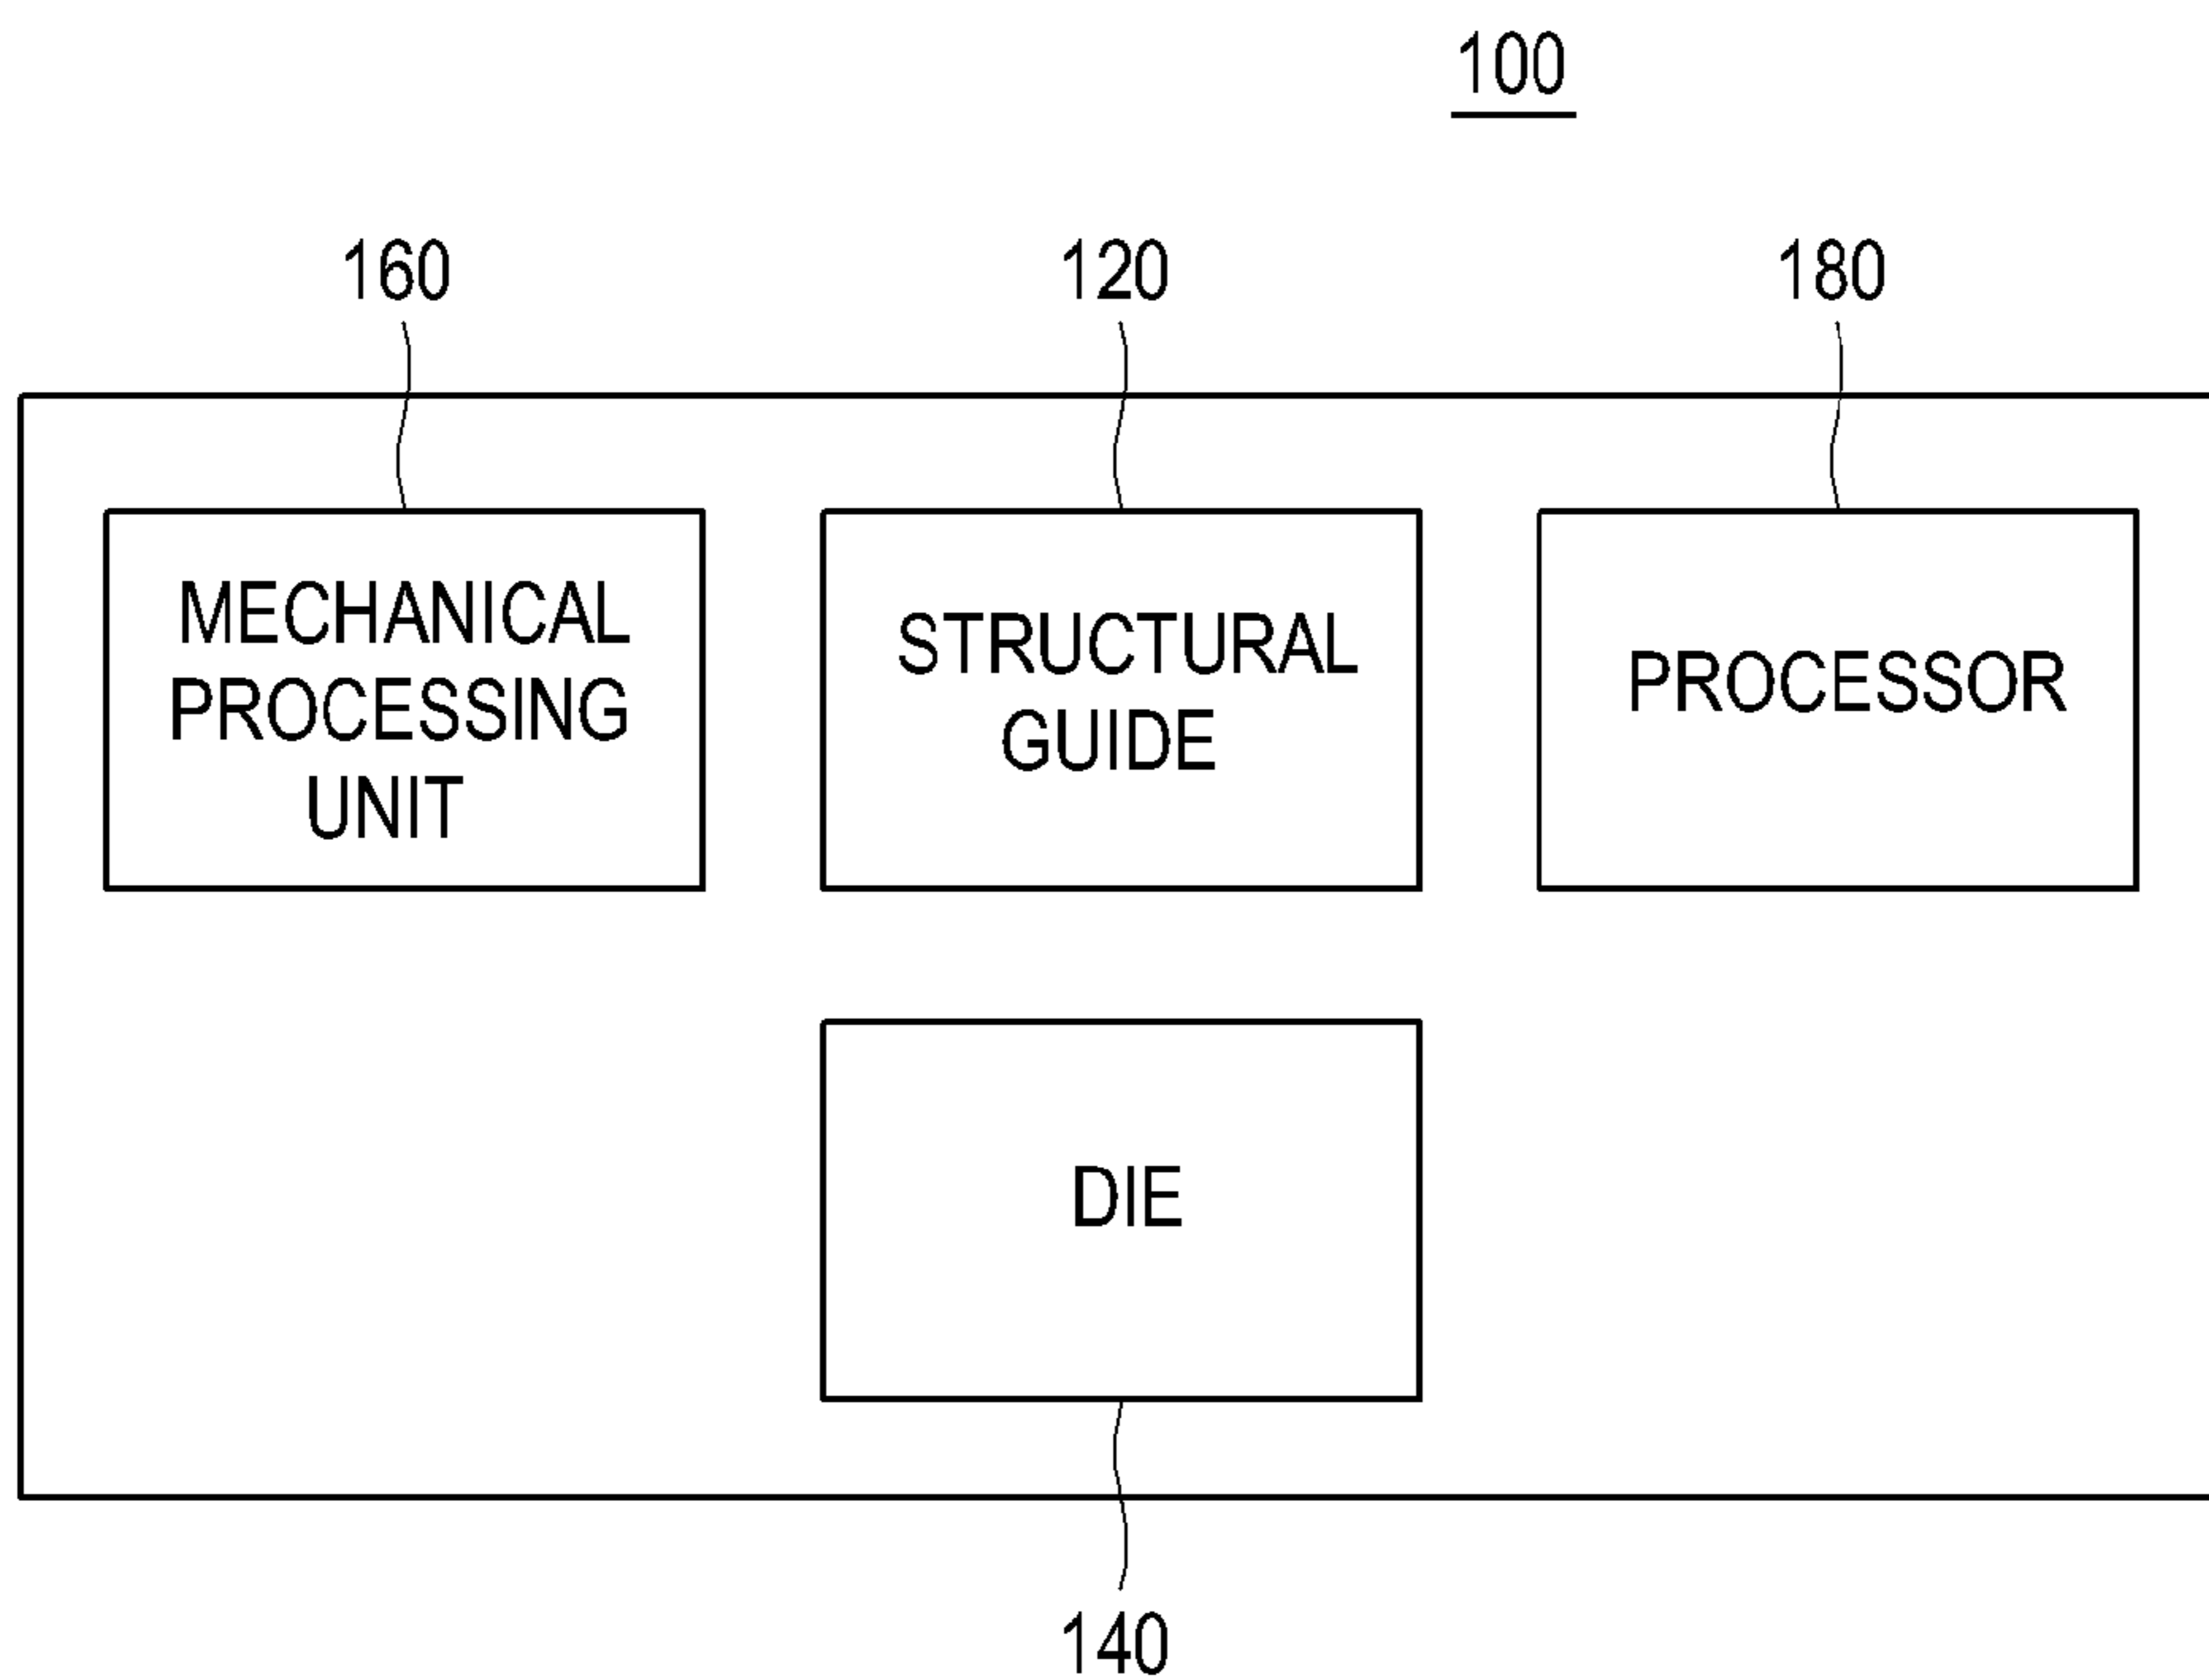 100
160
120
180
MECHANICAL
PROCESSING
UNIT
STRUCTURAL
GUIDE
PROCESSOR
DIE
140